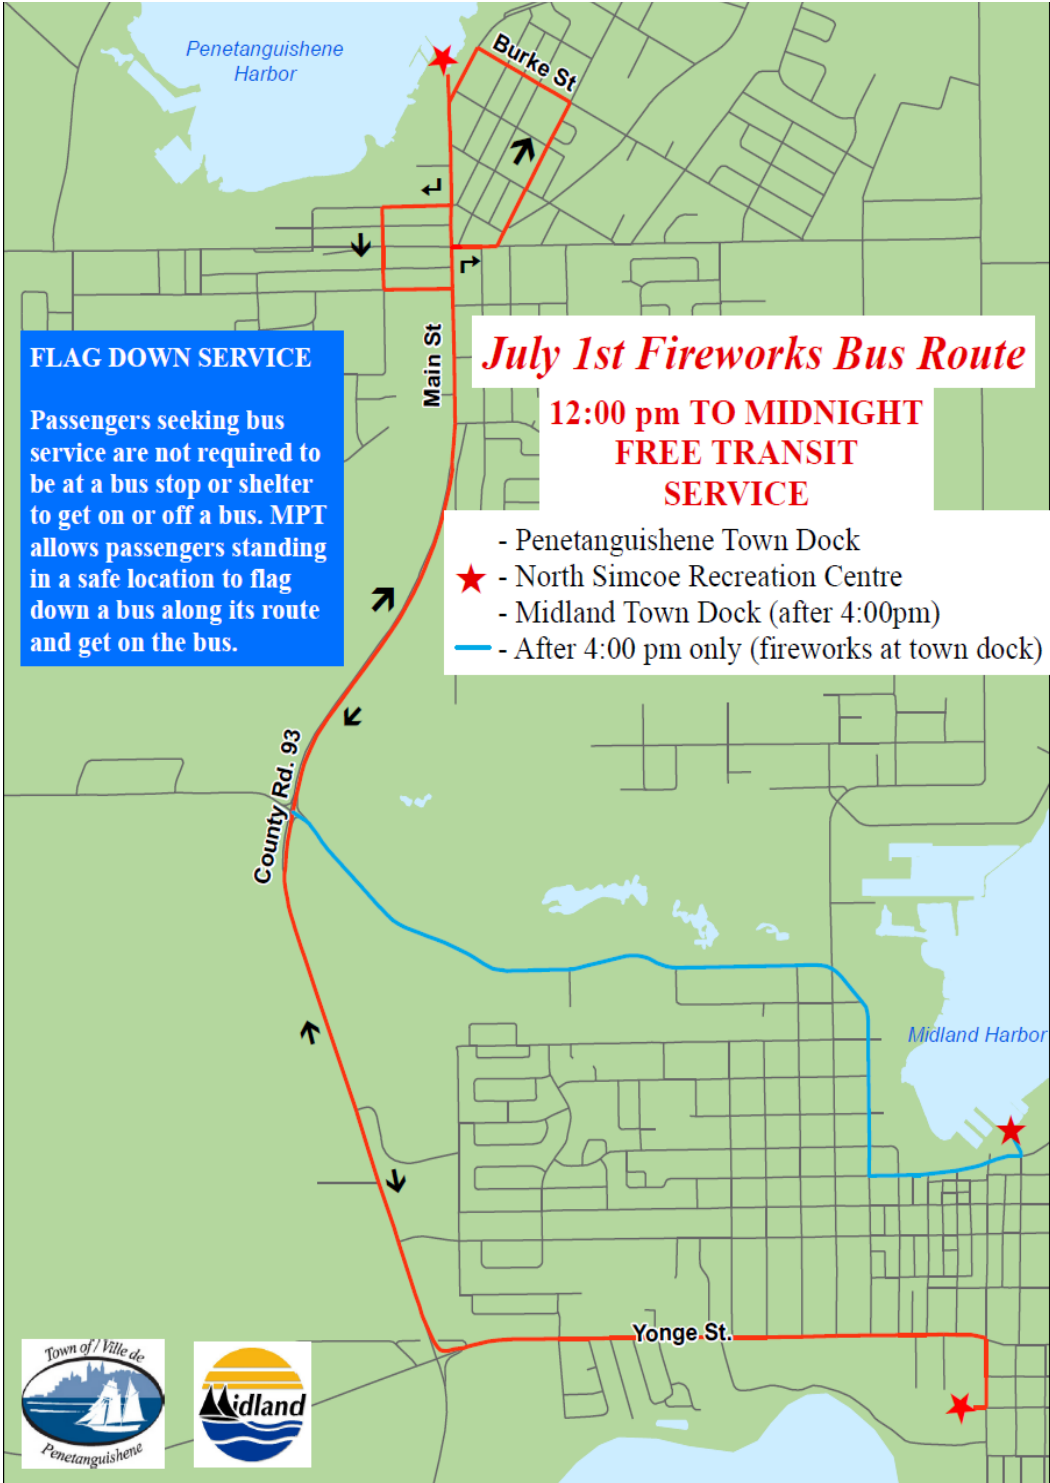 Penetanguishene
Harbor
Burke St
Main St
July 1st Fireworks Bus Route
12:00 pm TO MIDNIGHT
FREE TRANSIT
SERVICE
- Penetanguishene Town Dock
- North Simcoe Recreation Centre
- Midland Town Dock (after 4:00pm)
- After 4:00 pm only (fireworks at town dock)
FLAG DOWN SERVICE
Passengers seeking bus
service are not required to
be at a bus stop or shelter
to get on or off a bus. MPT
allows passengers standing
in a safe location to flag
down a bus along its route
and get on the bus.
County Rd. 93
Midland Harbor
Yonge St.
Town of / Ville de
Penetanguishene
Midland